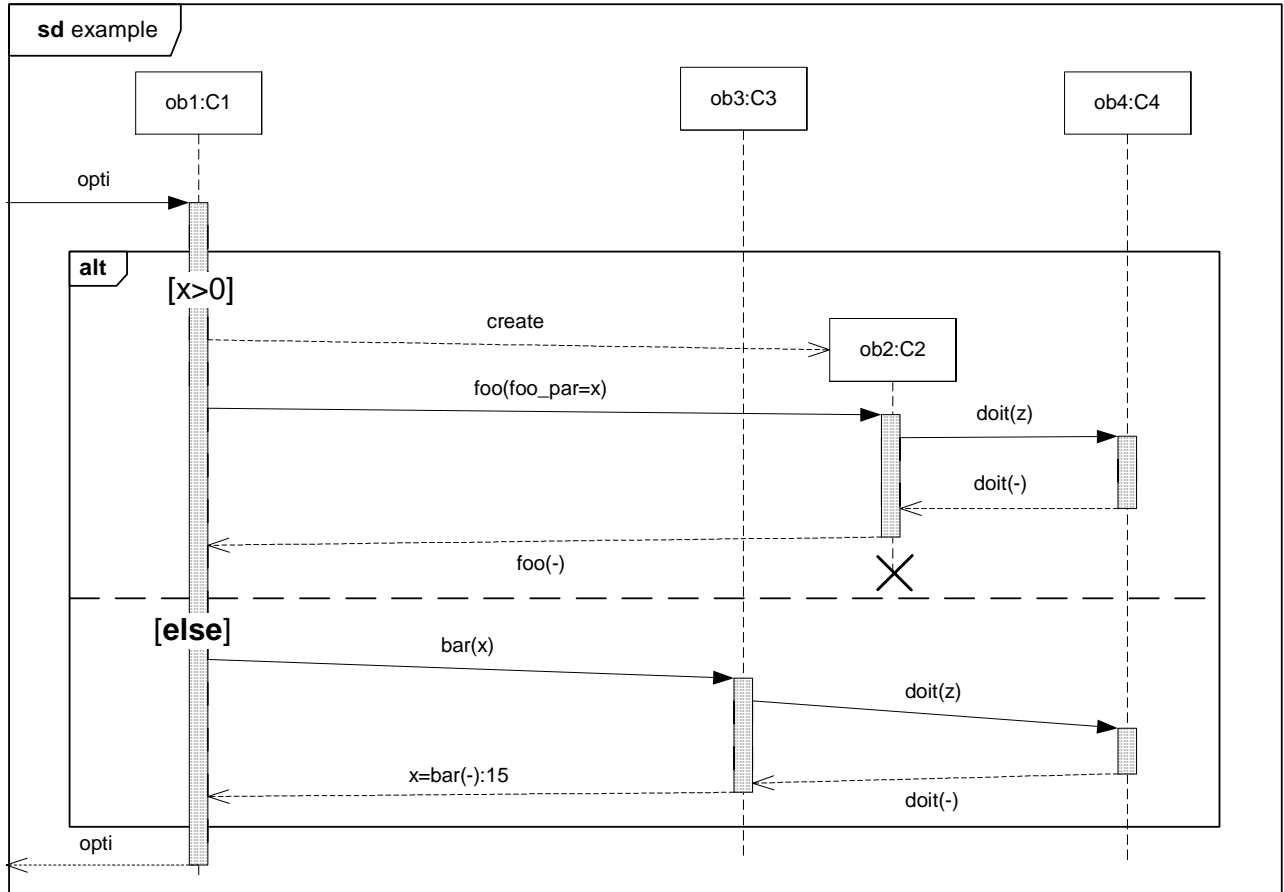 sd example
ob1:C1
ob3:C3
ob4:C4
opti
alt
[x>0]
create
ob2:C2
foo(foo_par=x)
doit(z)
doit(-)
foo(-)
[else]
bar(x)
doit(z)
x=bar(-):15
doit(-)
opti